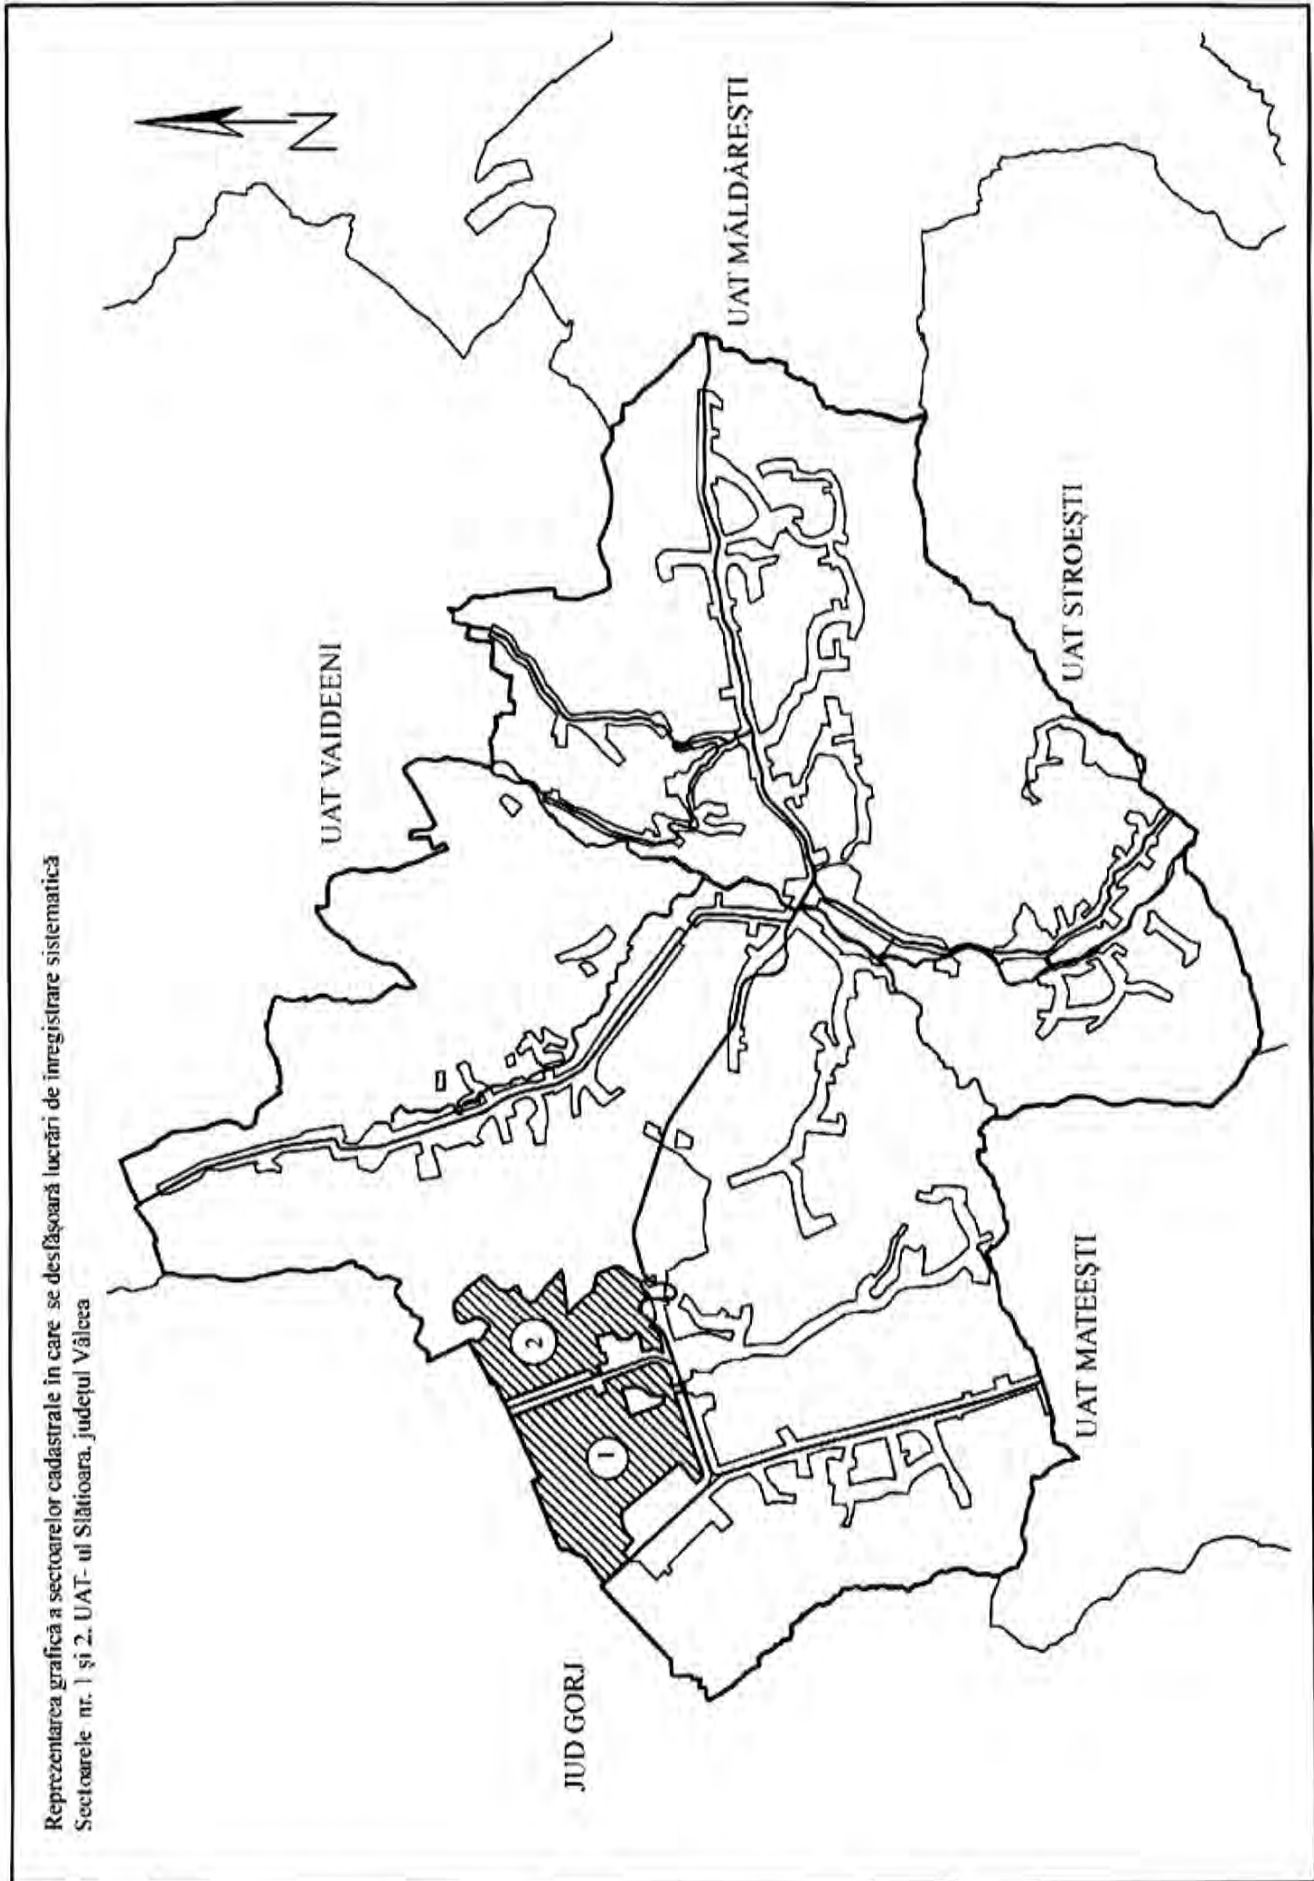 Reprezentarea grafică a sectoarelor cadastrale în care se desfășoară lucrări de înregistrare sistematică
Sectoarele nr. 1 și 2. UAT- ul Slătioara, județul Vâlcea
N
UAT VAIDEENI
UAT MĂLDĂREȘTI
JUD GORJ
2
1
UAT STROEȘTI
UAT MATEEȘTI